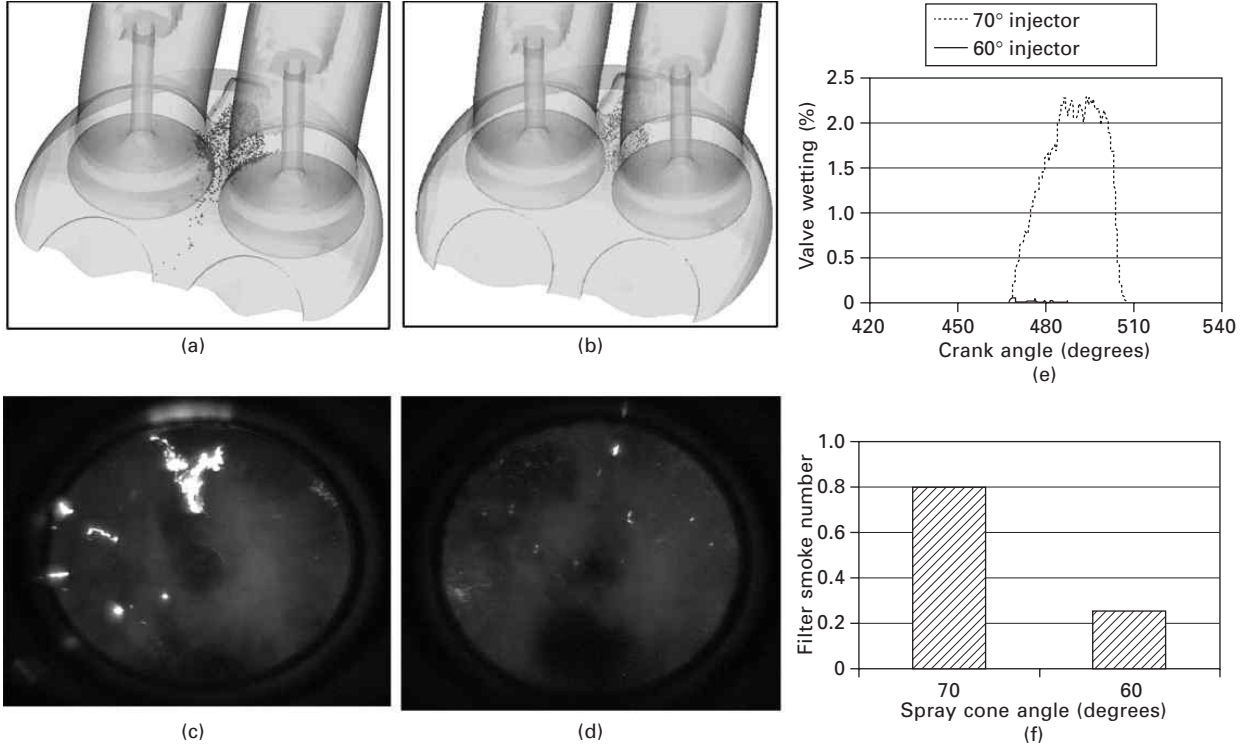 (a)
(b)
70° injector
60° injector
Valve wetting (%)
2.5
2.0
1.5
1.0
0.5
0
420
450
480
510
540
Crank angle (degrees)
(e)
(c)
(d)
Filter smoke number
1.0
0.8
0.6
0.4
0.2
0
70
60
Spray cone angle (degrees)
(f)